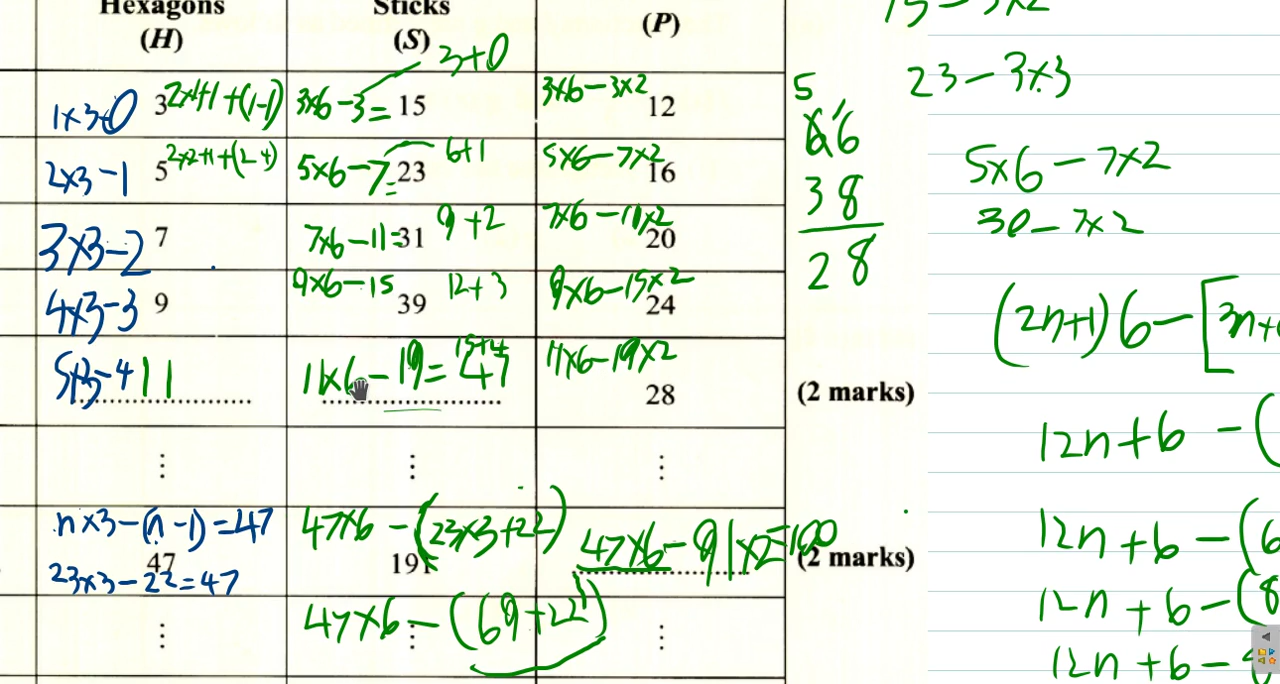 Hexagons Sticks
(H) (S) (P)
3+0
1×3-0 3 2×1+1+(1-1) 3×6-3= 15 3×6-3×2 12
2×3-1 5 5×6-7= 23 6+1 5×6-7×2 16
3×3-2 7 7×6-11= 31 9+2 7×6-11×2 20
4×3-3 9 9×6-15 39 12+3 9×6-15×2 24
5×3-4 11 11×6-19= 47 15+4 11×6-19×2 28
(2 marks)
⋮ ⋮ ⋮
n×3-(n-1)=47 47×6-(23×3+22)
47 191 47×6-91×2=100 (2 marks)
23×3-22=47
47×6-(69+22)
⋮ ⋮ ⋮
5
66
38
28
15-3×2
23-3×3
5×6-7×2
30-7×2
(2n+1)6-[3n+
12n+6-(
12n+6-(6
12n+6-(8
12n+6-